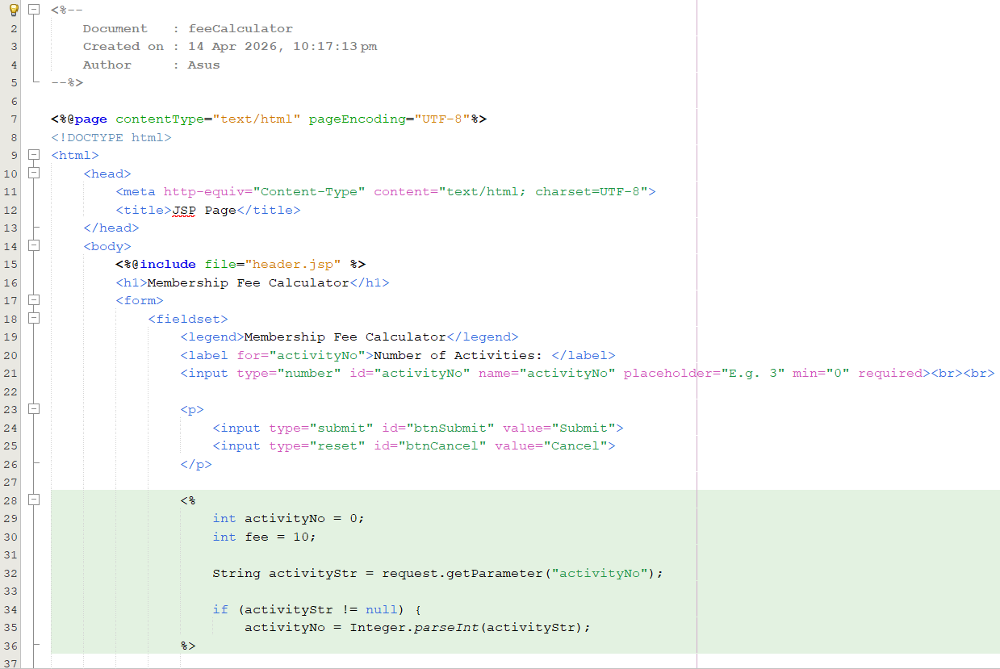 <%--
2 Document   : feeCalculator
3 Created on : 14 Apr 2026, 10:17:13 pm
4 Author     : Asus
5 --%>
6
7 <%@page contentType="text/html" pageEncoding="UTF-8"%>
8 <!DOCTYPE html>
9 <html>
10 <head>
11 <meta http-equiv="Content-Type" content="text/html; charset=UTF-8">
12 <title>JSP Page</title>
13 </head>
14 <body>
15 <%@include file="header.jsp" %>
16 <h1>Membership Fee Calculator</h1>
17 <form>
18 <fieldset>
19 <legend>Membership Fee Calculator</legend>
20 <label for="activityNo">Number of Activities: </label>
21 <input type="number" id="activityNo" name="activityNo" placeholder="E.g. 3" min="0" required><br><br>
22
23 <p>
24 <input type="submit" id="btnSubmit" value="Submit">
25 <input type="reset" id="btnCancel" value="Cancel">
26 </p>
27
28 <%
29 int activityNo = 0;
30 int fee = 10;
31
32 String activityStr = request.getParameter("activityNo");
33
34 if (activityStr != null) {
35 activityNo = Integer.parseInt(activityStr);
36 %>
37